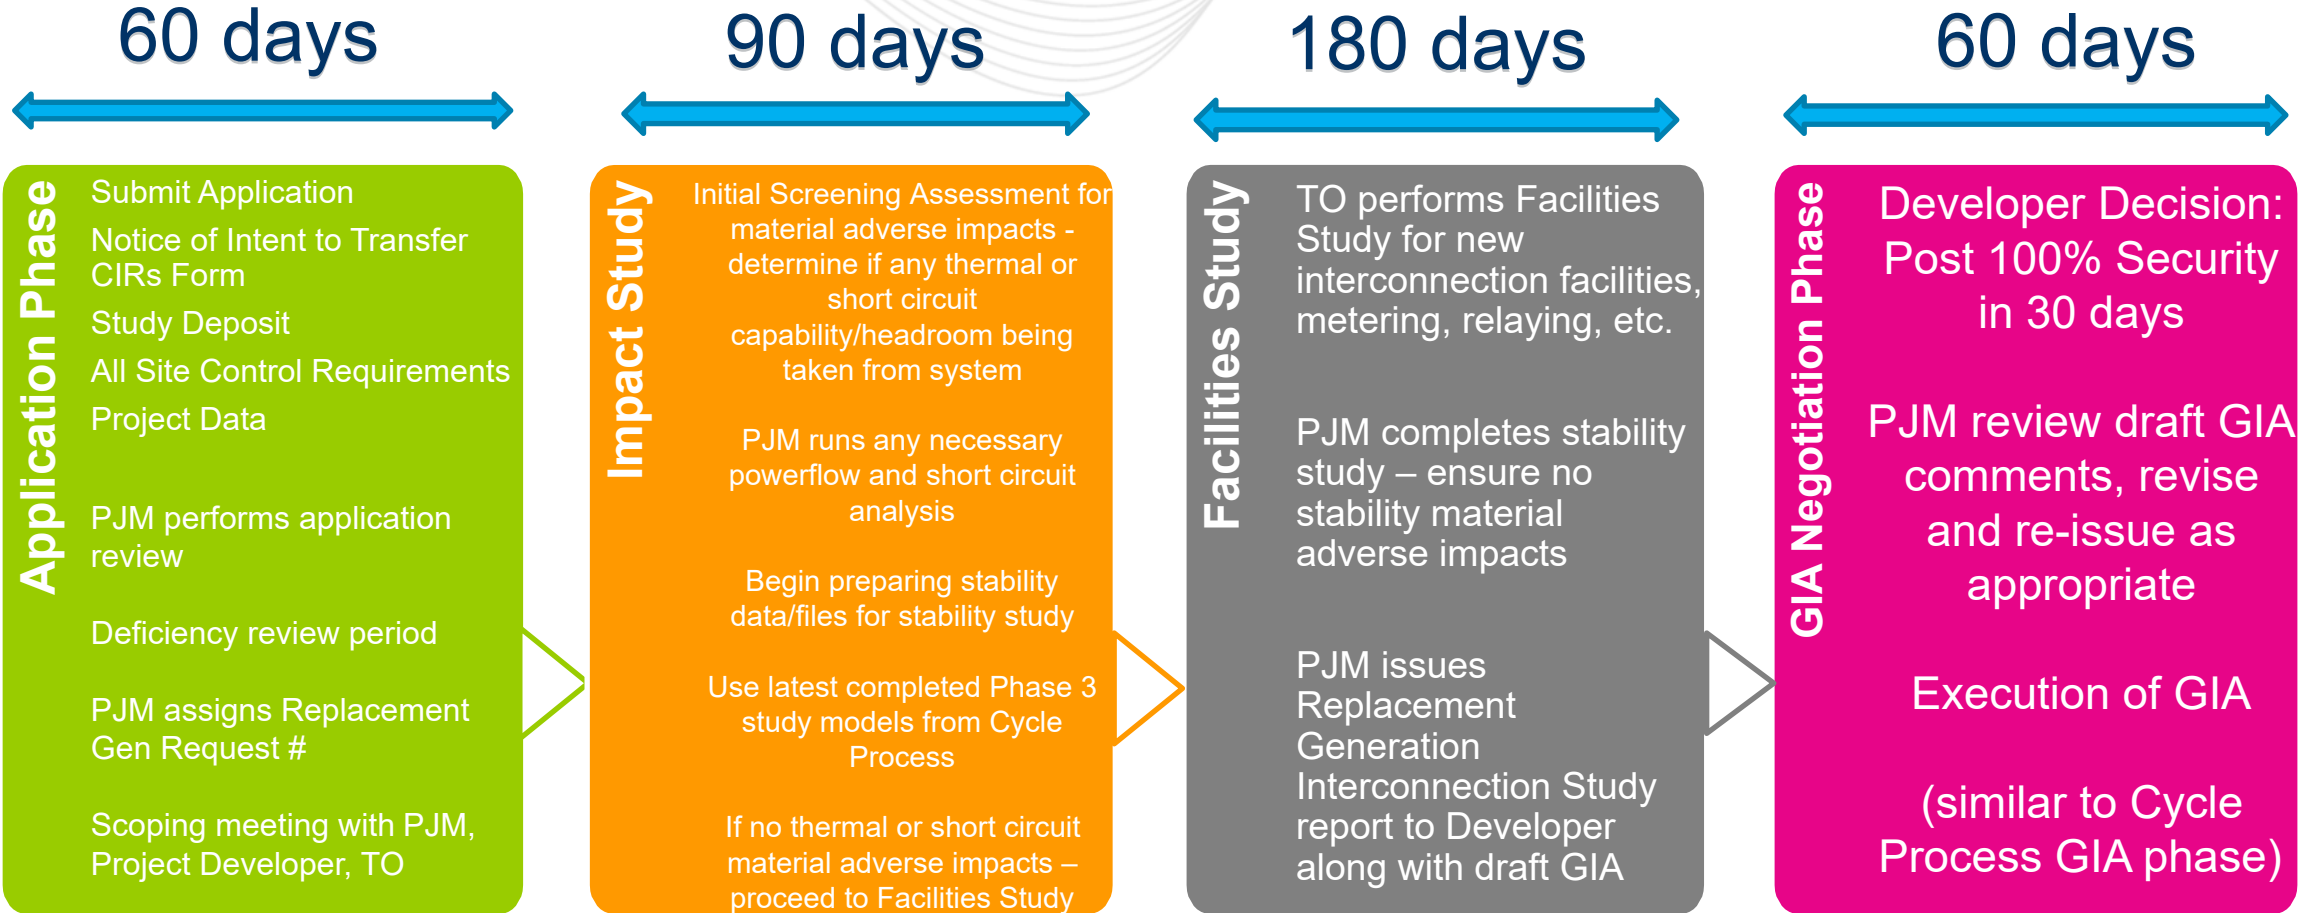 60 days
90 days
180 days
60 days
Application Phase
Submit Application
Notice of Intent to Transfer
CIRs Form
Study Deposit
All Site Control Requirements
Project Data
PJM performs application
review
Deficiency review period
PJM assigns Replacement
Gen Request #
Scoping meeting with PJM,
Project Developer, TO
Impact Study
Initial Screening Assessment for
material adverse impacts -
determine if any thermal or
short circuit
capability/headroom being
taken from system
PJM runs any necessary
powerflow and short circuit
analysis
Begin preparing stability
data/files for stability study
Use latest completed Phase 3
study models from Cycle
Process
If no thermal or short circuit
material adverse impacts –
proceed to Facilities Study
Facilities Study
TO performs Facilities
Study for new
interconnection facilities,
metering, relaying, etc.
PJM completes stability
study – ensure no
stability material
adverse impacts
PJM issues
Replacement
Generation
Interconnection Study
report to Developer
along with draft GIA
GIA Negotiation Phase
Developer Decision:
Post 100% Security
in 30 days
PJM review draft GIA
comments, revise
and re-issue as
appropriate
Execution of GIA
(similar to Cycle
Process GIA phase)